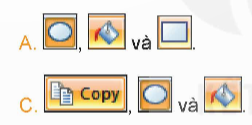 A. , và .
C. Copy, và